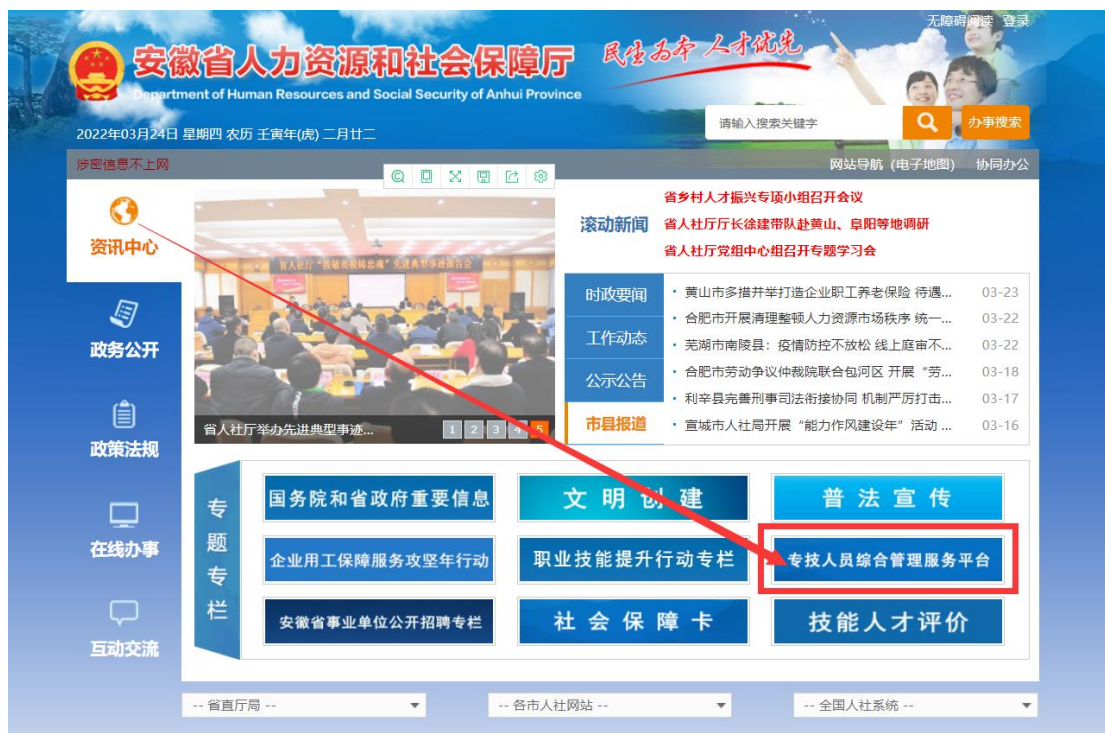 无障碍阅读 登录
安徽省人力资源和社会保障厅
民生为本 人才优先
Department of Human Resources and Social Security of Anhui Province
请输入搜索关键字
办事搜索
2022年03月24日 星期四 农历 壬寅年(虎) 二月廿二
涉密信息不上网
网站导航 (电子地图)
协同办公
资讯中心
政务公开
政策法规
在线办事
互动交流
省人社厅“致敬英模铸忠魂”先进典型事迹报告会
省人社厅举办先进典型事迹...
1 2 3 4 5
滚动新闻
省乡村人才振兴专项小组召开会议
省人社厅厅长徐建带队赴黄山、阜阳等地调研
省人社厅党组中心组召开专题学习会
时政要闻
工作动态
公示公告
市县报道
· 黄山市多措并举打造企业职工养老保险 待遇... 03-23
· 合肥市开展清理整顿人力资源市场秩序 统一... 03-22
· 芜湖市南陵县：疫情防控不放松 线上庭审不... 03-22
· 合肥市劳动争议仲裁院联合包河区 开展“劳... 03-18
· 利辛县完善刑事司法衔接协同 机制严厉打击... 03-17
· 宣城市人社局开展“能力作风建设年”活动 ... 03-16
专题专栏
国务院和省政府重要信息
文明创建
普法宣传
企业用工保障服务攻坚年行动
职业技能提升行动专栏
专技人员综合管理服务平台
安徽省事业单位公开招聘专栏
社会保障卡
技能人才评价
-- 省直厅局 --
-- 各市人社网站 --
-- 全国人社系统 --